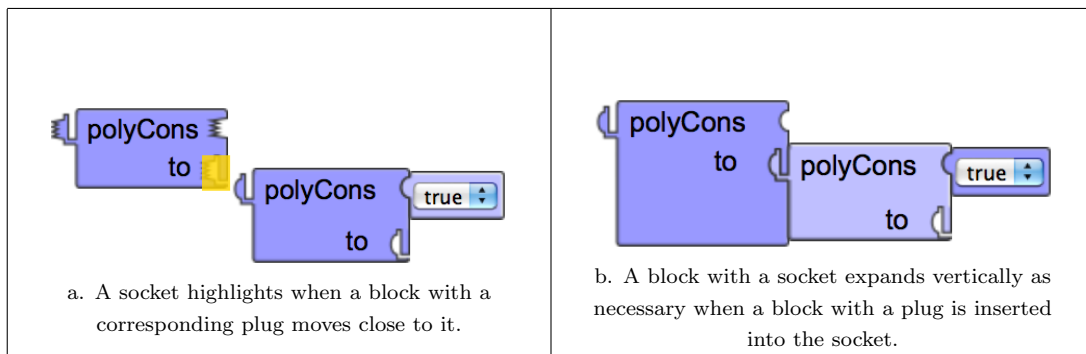 polyCons
to
polyCons
true
to
a. A socket highlights when a block with a
corresponding plug moves close to it.
polyCons
to
polyCons
true
to
b. A block with a socket expands vertically as
necessary when a block with a plug is inserted
into the socket.